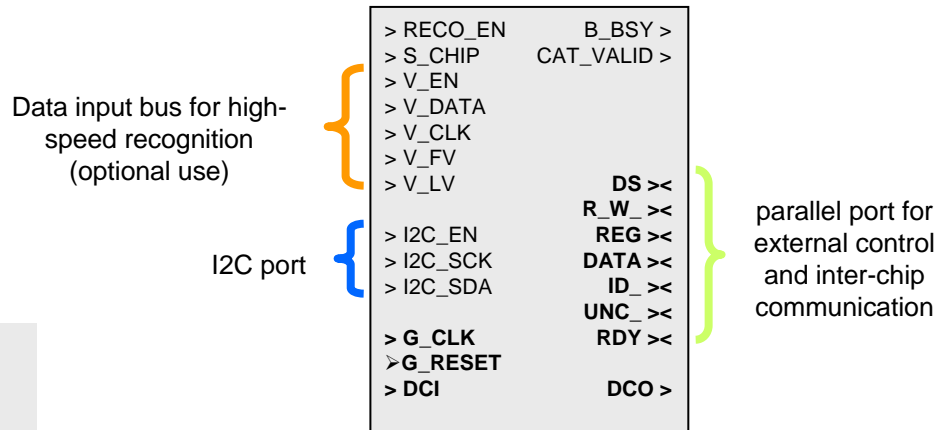 > RECO_EN B_BSY >
> S_CHIP CAT_VALID >
> V_EN
> V_DATA
> V_CLK
> V_FV
> V_LV DS ><
R_W_ ><
> I2C_EN REG ><
> I2C_SCK DATA ><
> I2C_SDA ID_ ><
UNC_ ><
> G_CLK RDY ><
➢G_RESET
> DCI DCO >
Data input bus for high-
speed recognition
(optional use)
I2C port
parallel port for
external control
and inter-chip
communication